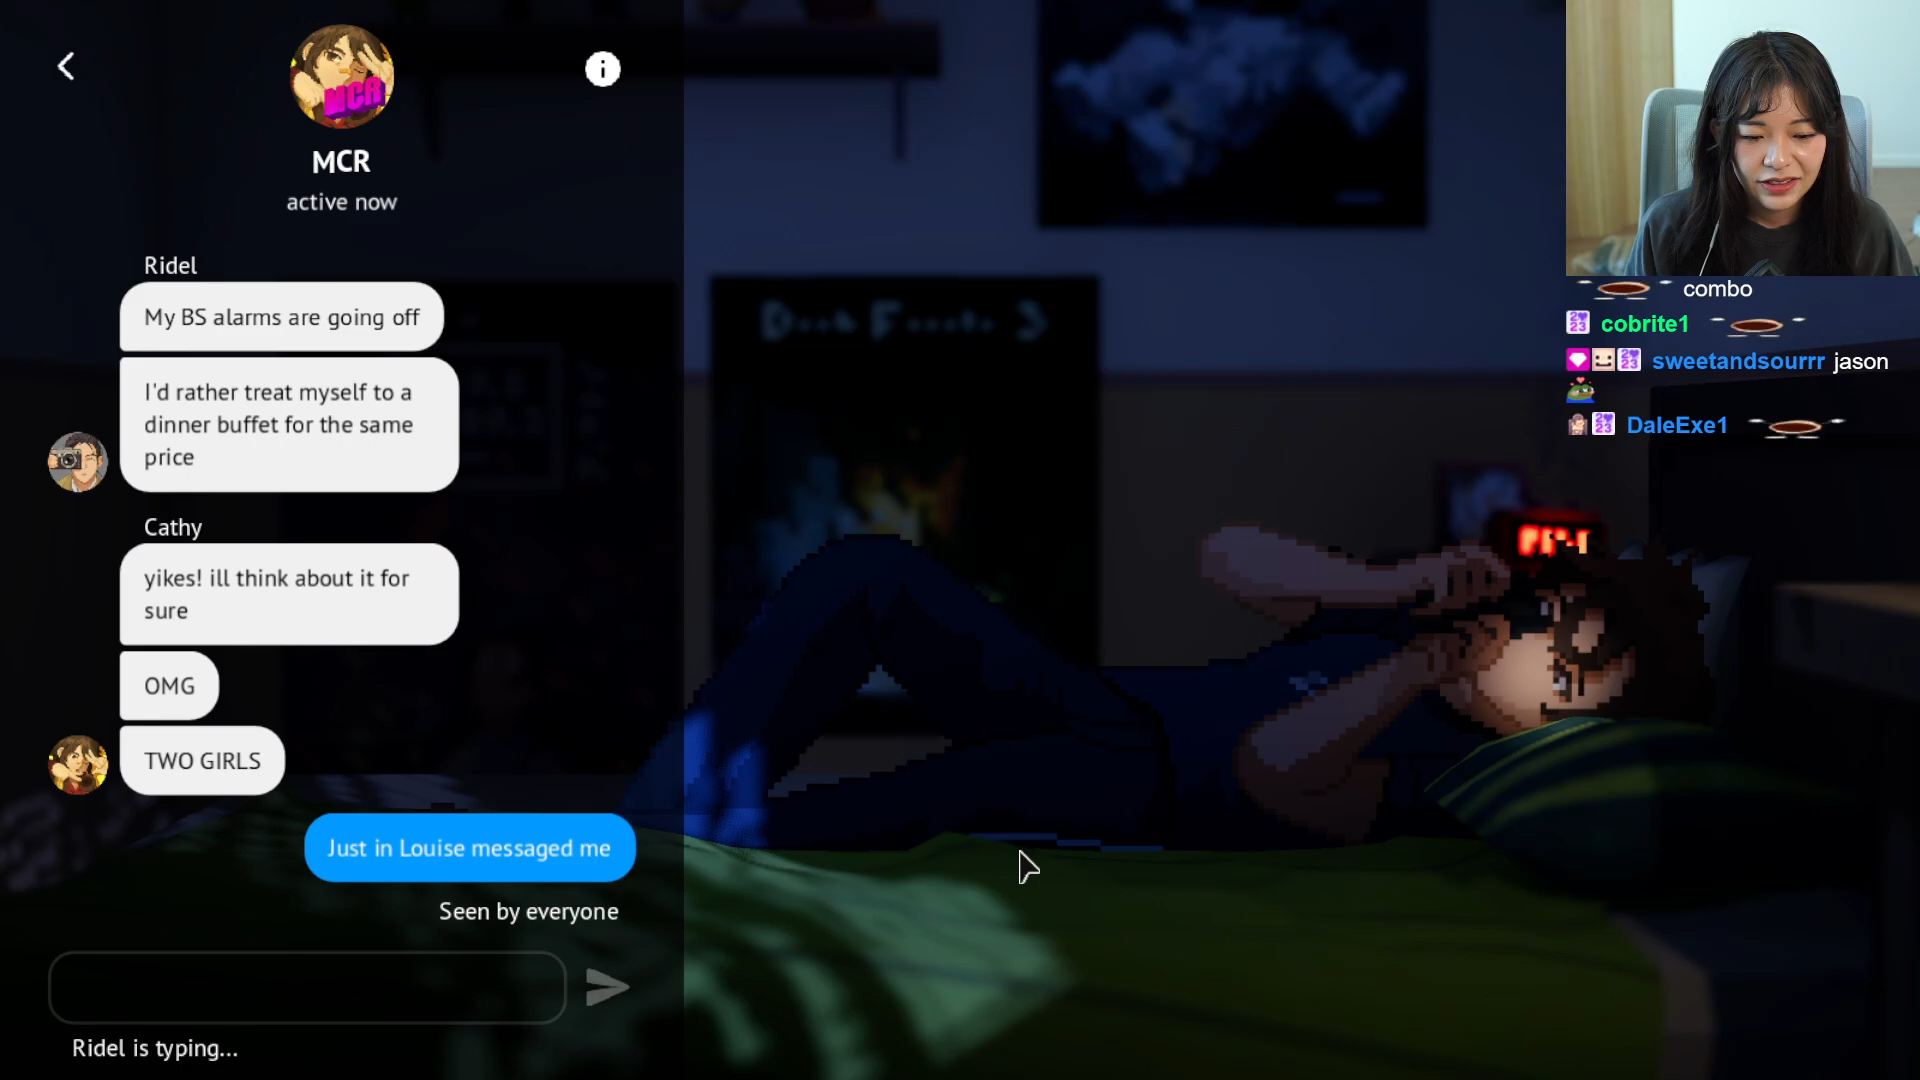 MCR
MCR
active now
Ridel
My BS alarms are going off
I'd rather treat myself to a
dinner buffet for the same
price
Cathy
yikes! ill think about it for
sure
OMG
TWO GIRLS
Just in Louise messaged me
Seen by everyone
Ridel is typing...
combo
cobrite1
sweetandsourrr jason
DaleExe1